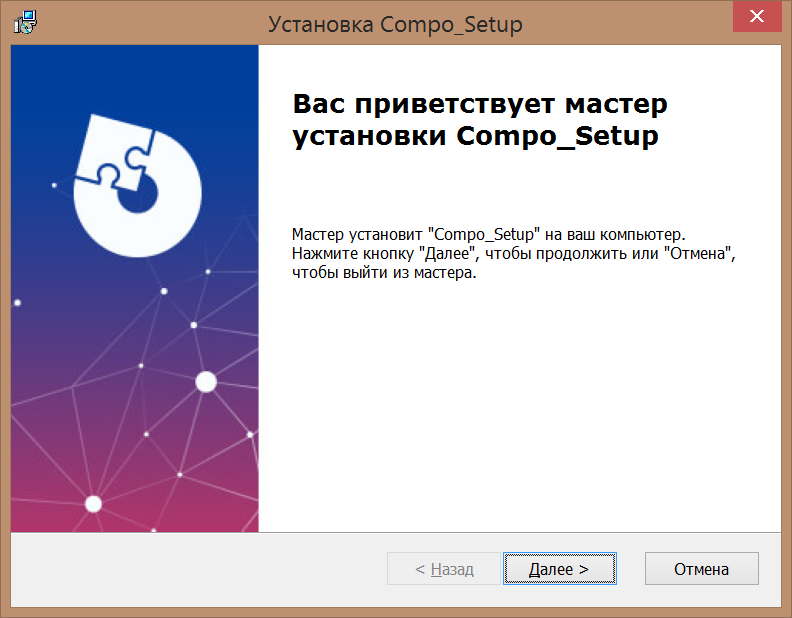 Установка Compo_Setup
Вас приветствует мастер
установки Compo_Setup
Мастер установит "Compo_Setup" на ваш компьютер.
Нажмите кнопку "Далее", чтобы продолжить или "Отмена",
чтобы выйти из мастера.
< Назад
Далее >
Отмена